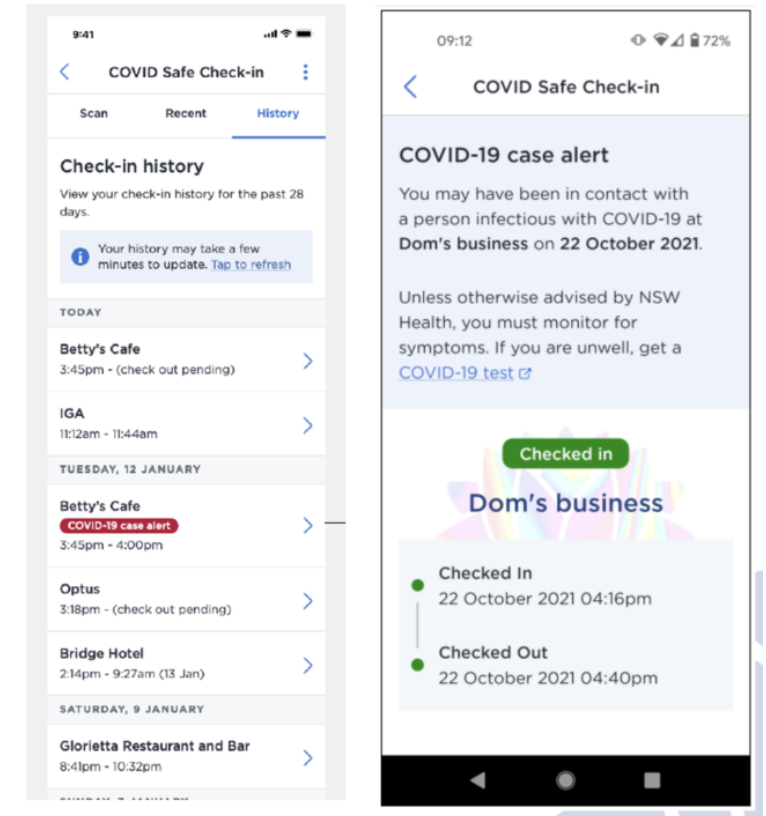 9:41
COVID Safe Check-in
Scan Recent History
Check-in history
View your check-in history for the past 28
days.
Your history may take a few
minutes to update. Tap to refresh
TODAY
Betty's Cafe
3:45pm - (check out pending)
IGA
11:12am - 11:44am
TUESDAY, 12 JANUARY
Betty's Cafe
COVID-19 case alert
3:45pm - 4:00pm
Optus
3:18pm - (check out pending)
Bridge Hotel
2:14pm - 9:27am (13 Jan)
SATURDAY, 9 JANUARY
Glorietta Restaurant and Bar
8:41pm - 10:32pm
09:12 72%
COVID Safe Check-in
COVID-19 case alert
You may have been in contact with
a person infectious with COVID-19 at
Dom's business on 22 October 2021.
Unless otherwise advised by NSW
Health, you must monitor for
symptoms. If you are unwell, get a
COVID-19 test
Checked in
Dom's business
Checked In
22 October 2021 04:16pm
Checked Out
22 October 2021 04:40pm